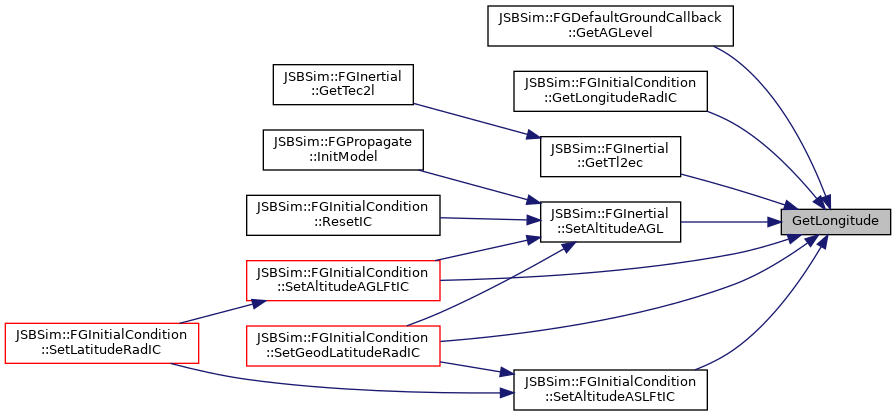 JSBSim::FGDefaultGroundCallback
::GetAGLevel
JSBSim::FGInertial
::GetTec2l
JSBSim::FGInitialCondition
::GetLongitudeRadIC
JSBSim::FGPropagate
::InitModel
JSBSim::FGInertial
::GetTl2ec
JSBSim::FGInitialCondition
::ResetIC
JSBSim::FGInertial
::SetAltitudeAGL
GetLongitude
JSBSim::FGInitialCondition
::SetAltitudeAGLFtIC
JSBSim::FGInitialCondition
::SetLatitudeRadIC
JSBSim::FGInitialCondition
::SetGeodLatitudeRadIC
JSBSim::FGInitialCondition
::SetAltitudeASLFtIC